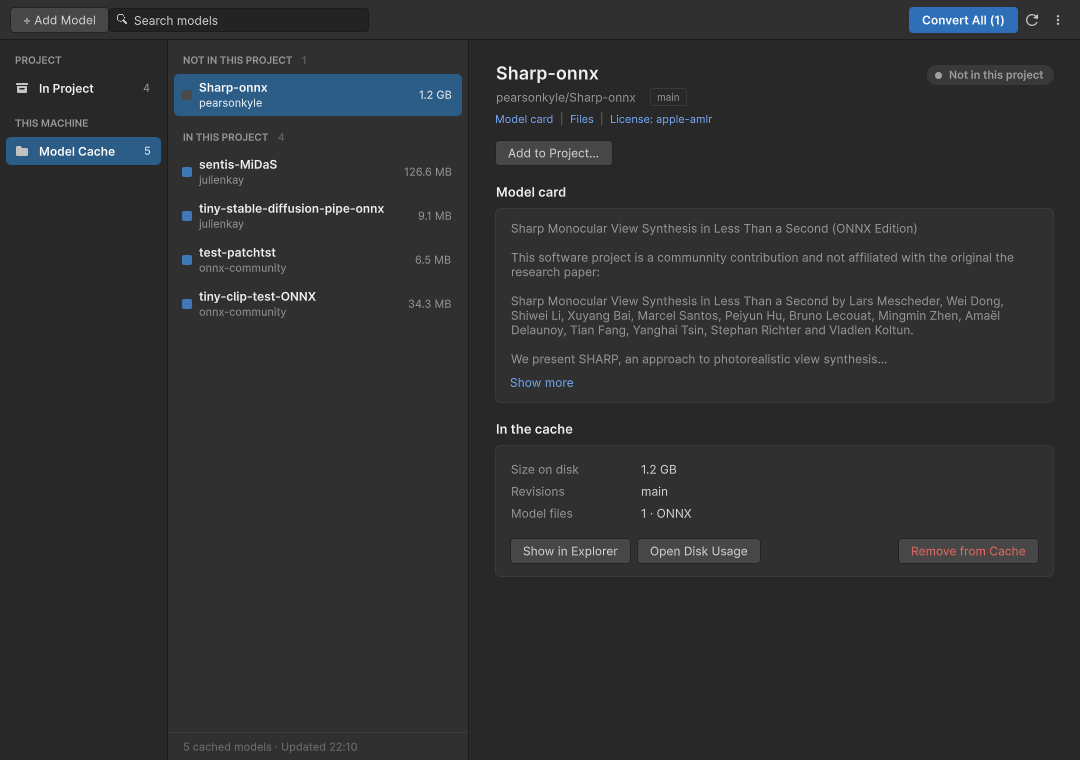 + Add Model
Search models
Convert All (1)
PROJECT
In Project 4
THIS MACHINE
Model Cache 5
NOT IN THIS PROJECT 1
Sharp-onnx
pearsonkyle
1.2 GB
IN THIS PROJECT 4
sentis-MiDaS
julienkay
126.6 MB
tiny-stable-diffusion-pipe-onnx
julienkay
9.1 MB
test-patchtst
onnx-community
6.5 MB
tiny-clip-test-ONNX
onnx-community
34.3 MB
5 cached models · Updated 22:10
Sharp-onnx
Not in this project
pearsonkyle/Sharp-onnx main
Model card | Files | License: apple-amlr
Add to Project...
Model card
Sharp Monocular View Synthesis in Less Than a Second (ONNX Edition)
This software project is a communnity contribution and not affiliated with the original the
research paper:
Sharp Monocular View Synthesis in Less Than a Second by Lars Mescheder, Wei Dong,
Shiwei Li, Xuyang Bai, Marcel Santos, Peiyun Hu, Bruno Lecouat, Mingmin Zhen, Amaël
Delaunoy, Tian Fang, Yanghai Tsin, Stephan Richter and Vladlen Koltun.
We present SHARP, an approach to photorealistic view synthesis...
Show more
In the cache
Size on disk 1.2 GB
Revisions main
Model files 1 · ONNX
Show in Explorer
Open Disk Usage
Remove from Cache